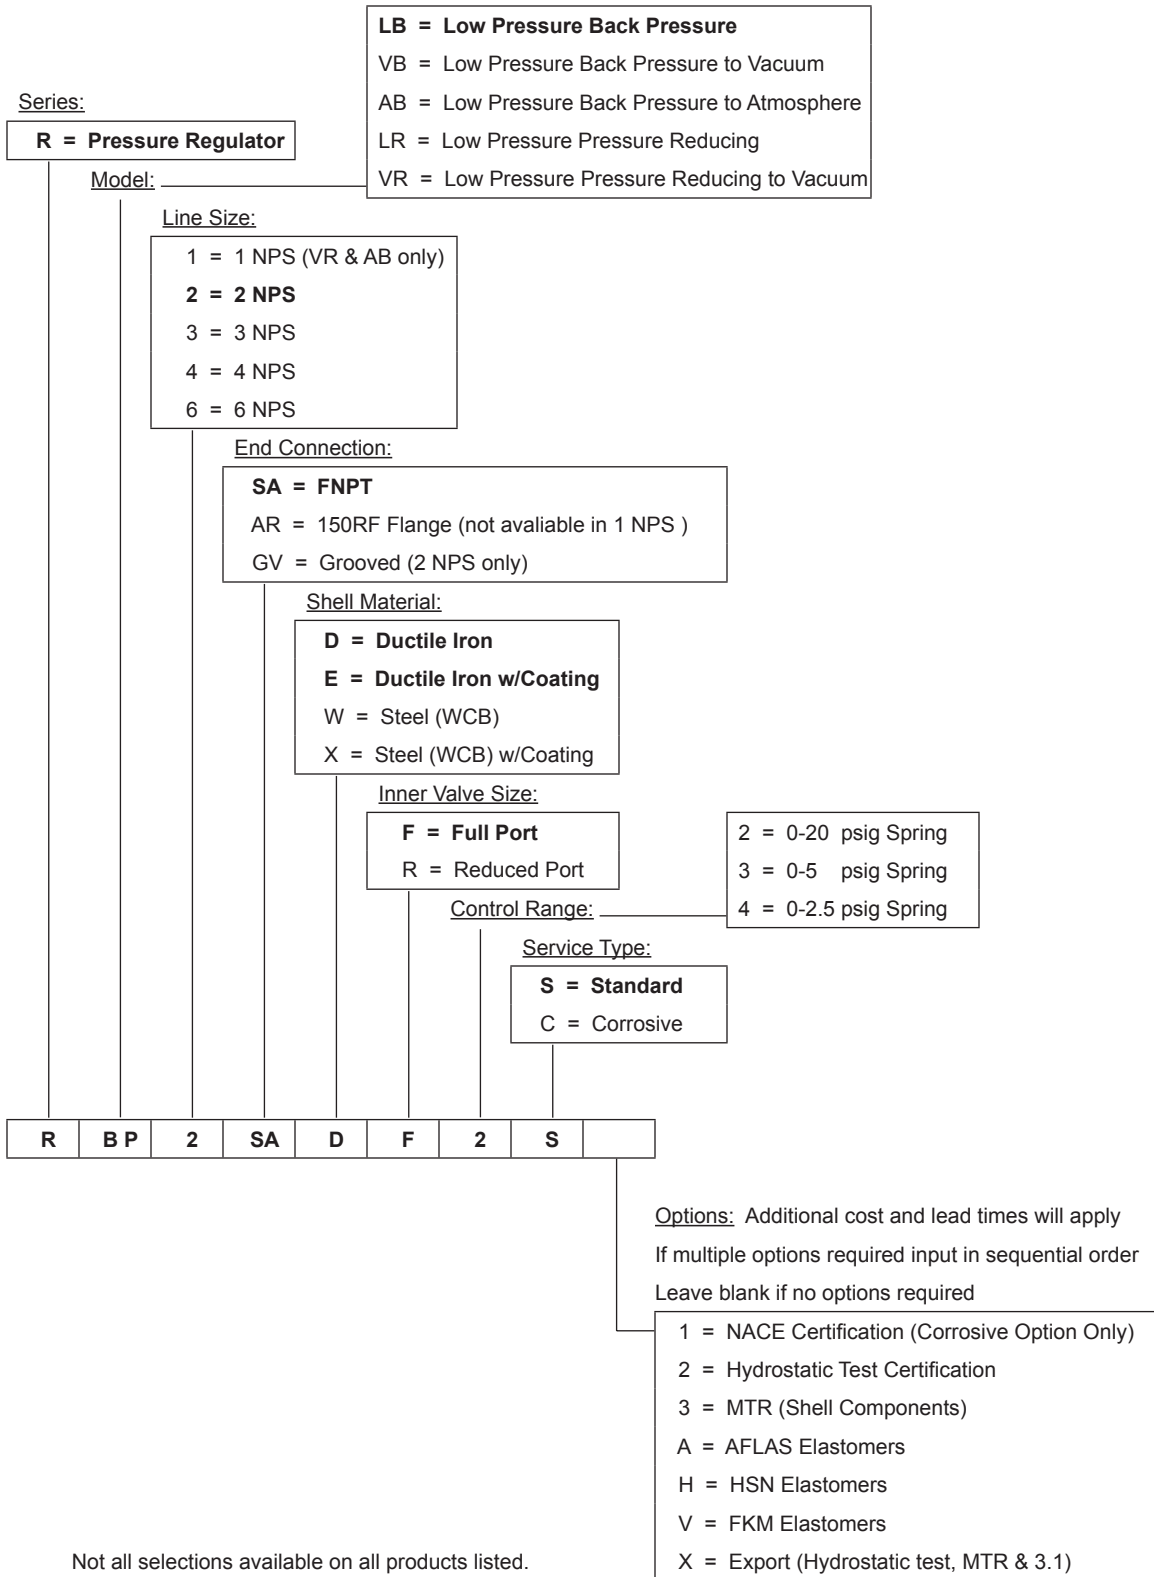 LB = Low Pressure Back Pressure
VB = Low Pressure Back Pressure to Vacuum
AB = Low Pressure Back Pressure to Atmosphere
LR = Low Pressure Pressure Reducing
VR = Low Pressure Pressure Reducing to Vacuum
Series:
R = Pressure Regulator
Model:
Line Size:
1 = 1 NPS (VR & AB only)
2 = 2 NPS
3 = 3 NPS
4 = 4 NPS
6 = 6 NPS
End Connection:
SA = FNPT
AR = 150RF Flange (not avaliable in 1 NPS )
GV = Grooved (2 NPS only)
Shell Material:
D = Ductile Iron
E = Ductile Iron w/Coating
W = Steel (WCB)
X = Steel (WCB) w/Coating
Inner Valve Size:
F = Full Port
R = Reduced Port
Control Range:
2 = 0-20 psig Spring
3 = 0-5 psig Spring
4 = 0-2.5 psig Spring
Service Type:
S = Standard
C = Corrosive
R B P 2 SA D F 2 S
Options: Additional cost and lead times will apply
If multiple options required input in sequential order
Leave blank if no options required
1 = NACE Certification (Corrosive Option Only)
2 = Hydrostatic Test Certification
3 = MTR (Shell Components)
A = AFLAS Elastomers
H = HSN Elastomers
V = FKM Elastomers
X = Export (Hydrostatic test, MTR & 3.1)
Not all selections available on all products listed.